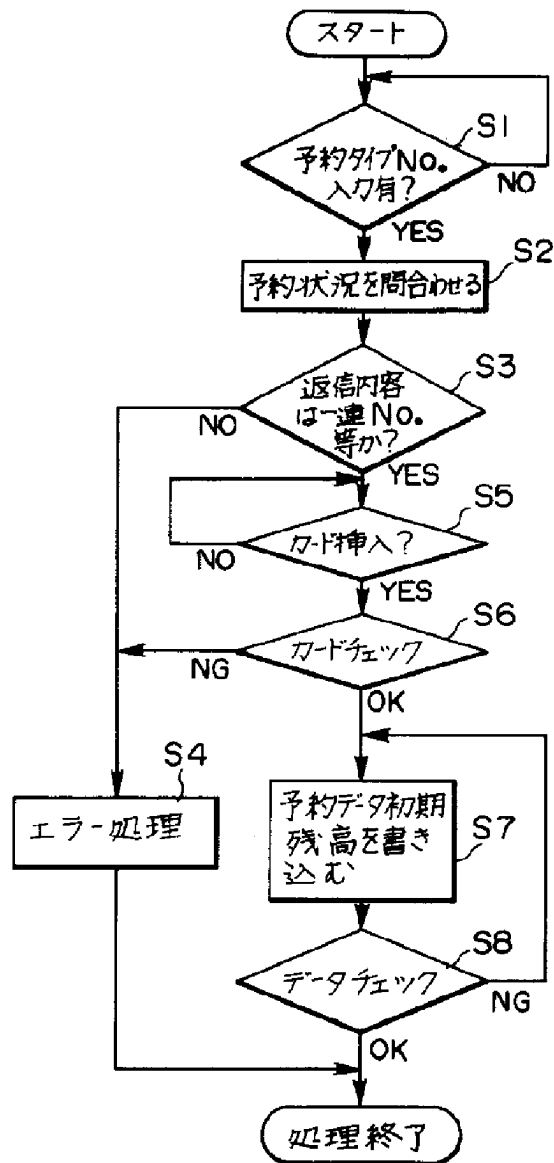 スタート
S1
予約タイプNo.
入力有?
NO
YES
S2
予約状況を問合わせる
S3
返信内容
は一連No.
等か?
NO
YES
S5
カード挿入?
NO
YES
S6
カードチェック
NG
OK
S4
エラー処理
予約データ初期
残高を書き
込む
S7
S8
データチェック
NG
OK
処理終了